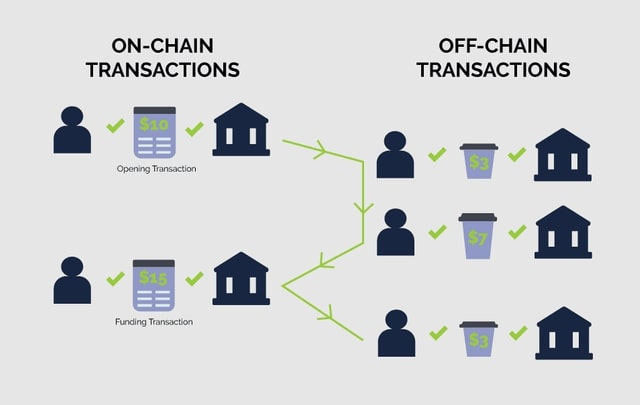 ON-CHAIN
TRANSACTIONS
$10
Opening Transaction
$15
Funding Transaction
OFF-CHAIN
TRANSACTIONS
$3
$7
$3